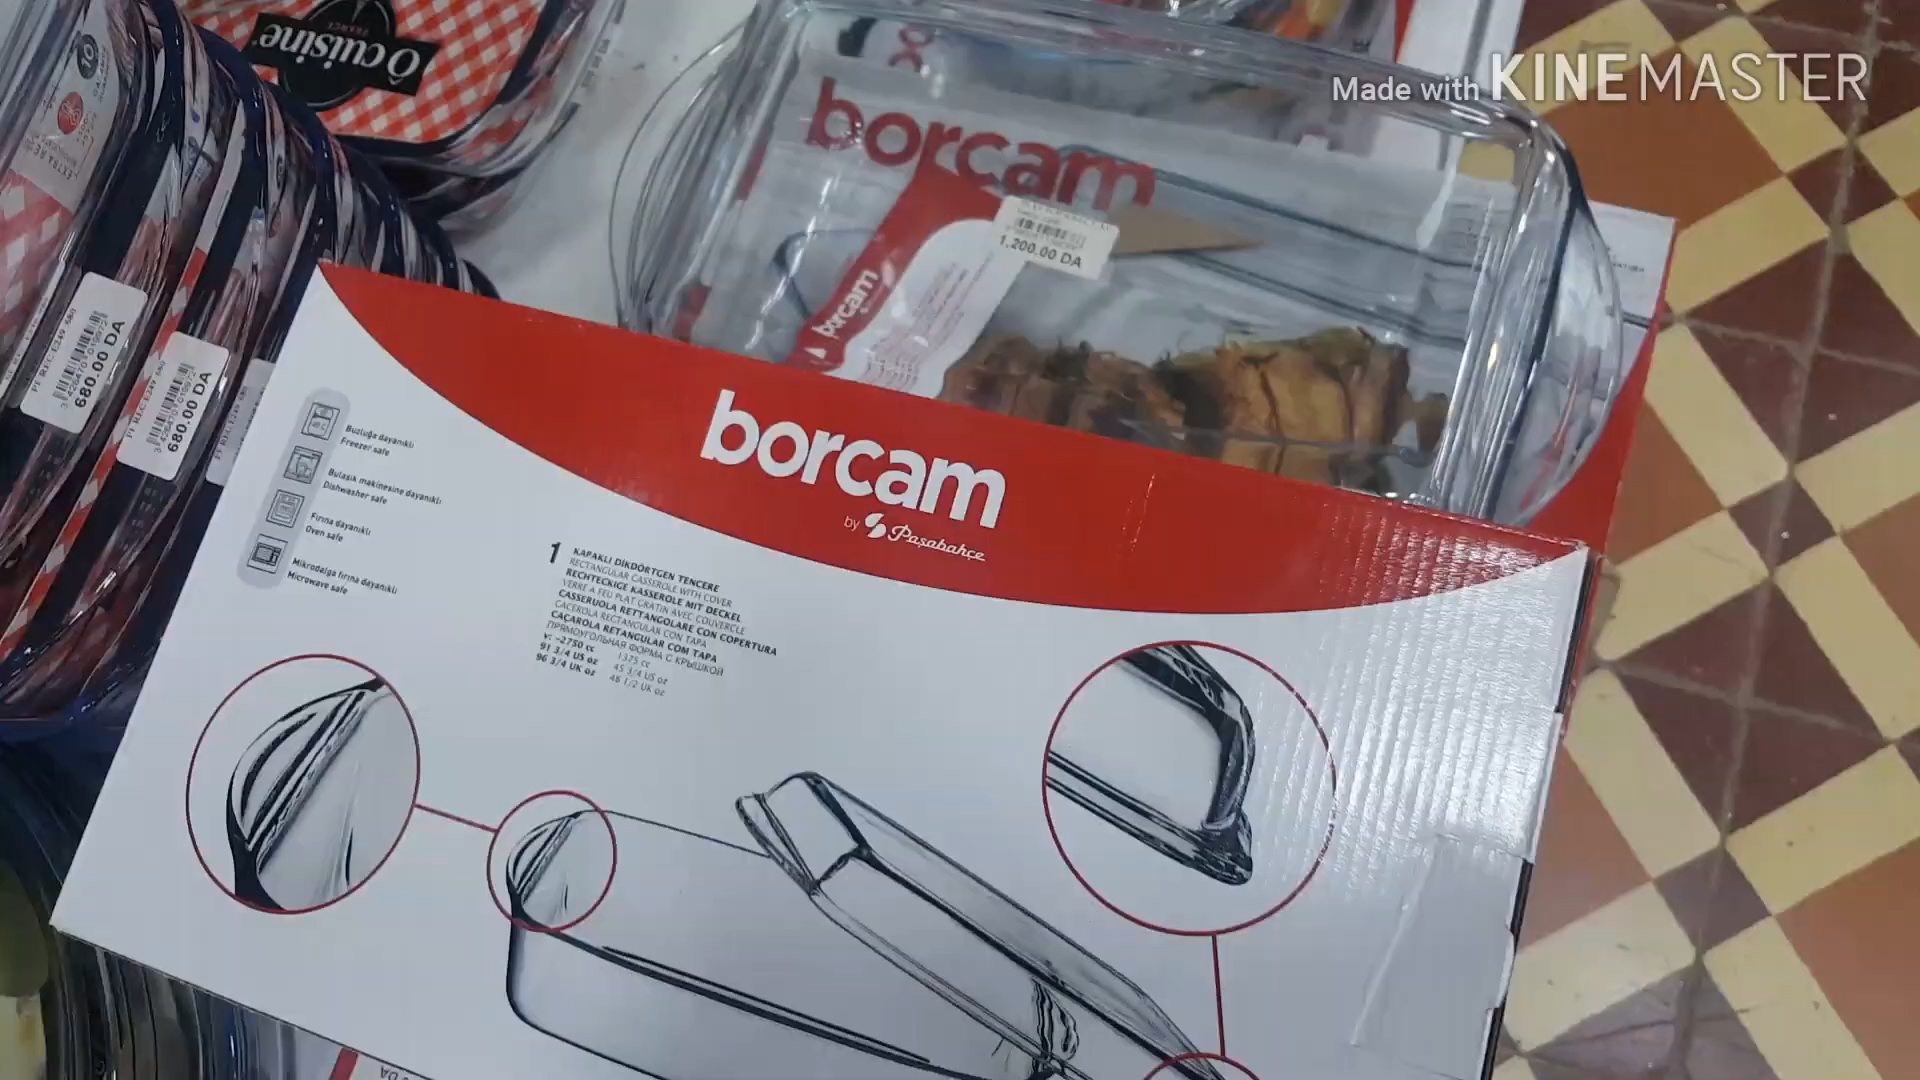 Made with KINEMASTER
Ô cuisine
FRANCE
10
borcam
1,200.00 DA
borcam
680.00 DA
680.00 DA
borcam
by Paşabahçe
Buzluğa dayanıklı
Freezer safe
Bulaşık makinesine dayanıklı
Dishwasher safe
Fırına dayanıklı
Oven safe
Mikrodalga fırına dayanıklı
Microwave safe
1 KAPAKLI DİKDÖRTGEN TENCERE
RECTANGULAR CASSEROLE WITH COVER
RECHTECKIGE KASSEROLE MIT DECKEL
VERRE A FEU PLAT GRATIN AVEC COUVERCLE
CASSERUOLA RETTANGOLARE CON COPERTURA
CACEROLA RECTANGULAR CON TAPA
CAÇAROLA RETANGULAR COM TAPA
ПРЯМОУГОЛЬНАЯ ФОРМА С КРЫШКОЙ
v: ~2750 cc 1375 cc
91 3/4 US oz 45 3/4 US oz
96 3/4 UK oz 48 1/2 UK oz